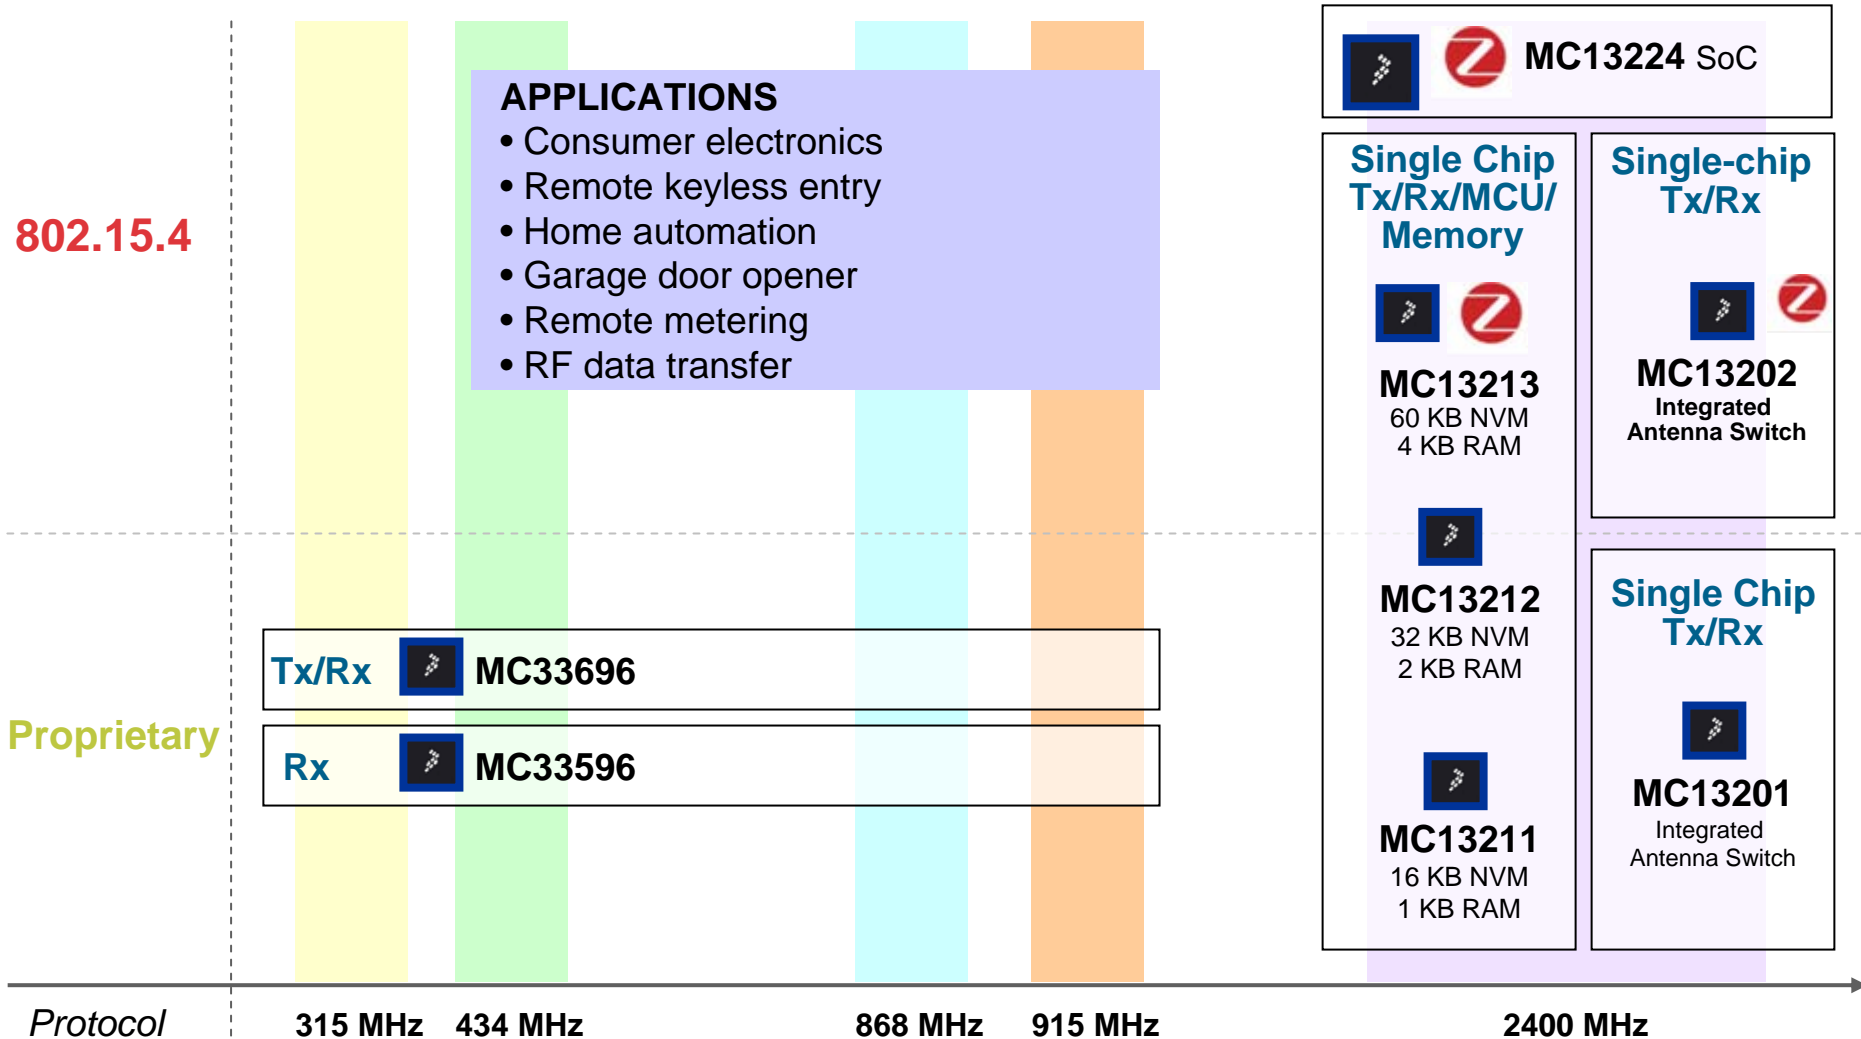 802.15.4
Proprietary
APPLICATIONS
• Consumer electronics
• Remote keyless entry
• Home automation
• Garage door opener
• Remote metering
• RF data transfer
Tx/Rx MC33696
Rx MC33596
MC13224 SoC
Single Chip
Tx/Rx/MCU/
Memory
MC13213
60 KB NVM
4 KB RAM
MC13212
32 KB NVM
2 KB RAM
MC13211
16 KB NVM
1 KB RAM
Single-chip
Tx/Rx
MC13202
Integrated
Antenna Switch
Single Chip
Tx/Rx
MC13201
Integrated
Antenna Switch
Protocol 315 MHz 434 MHz 868 MHz 915 MHz 2400 MHz